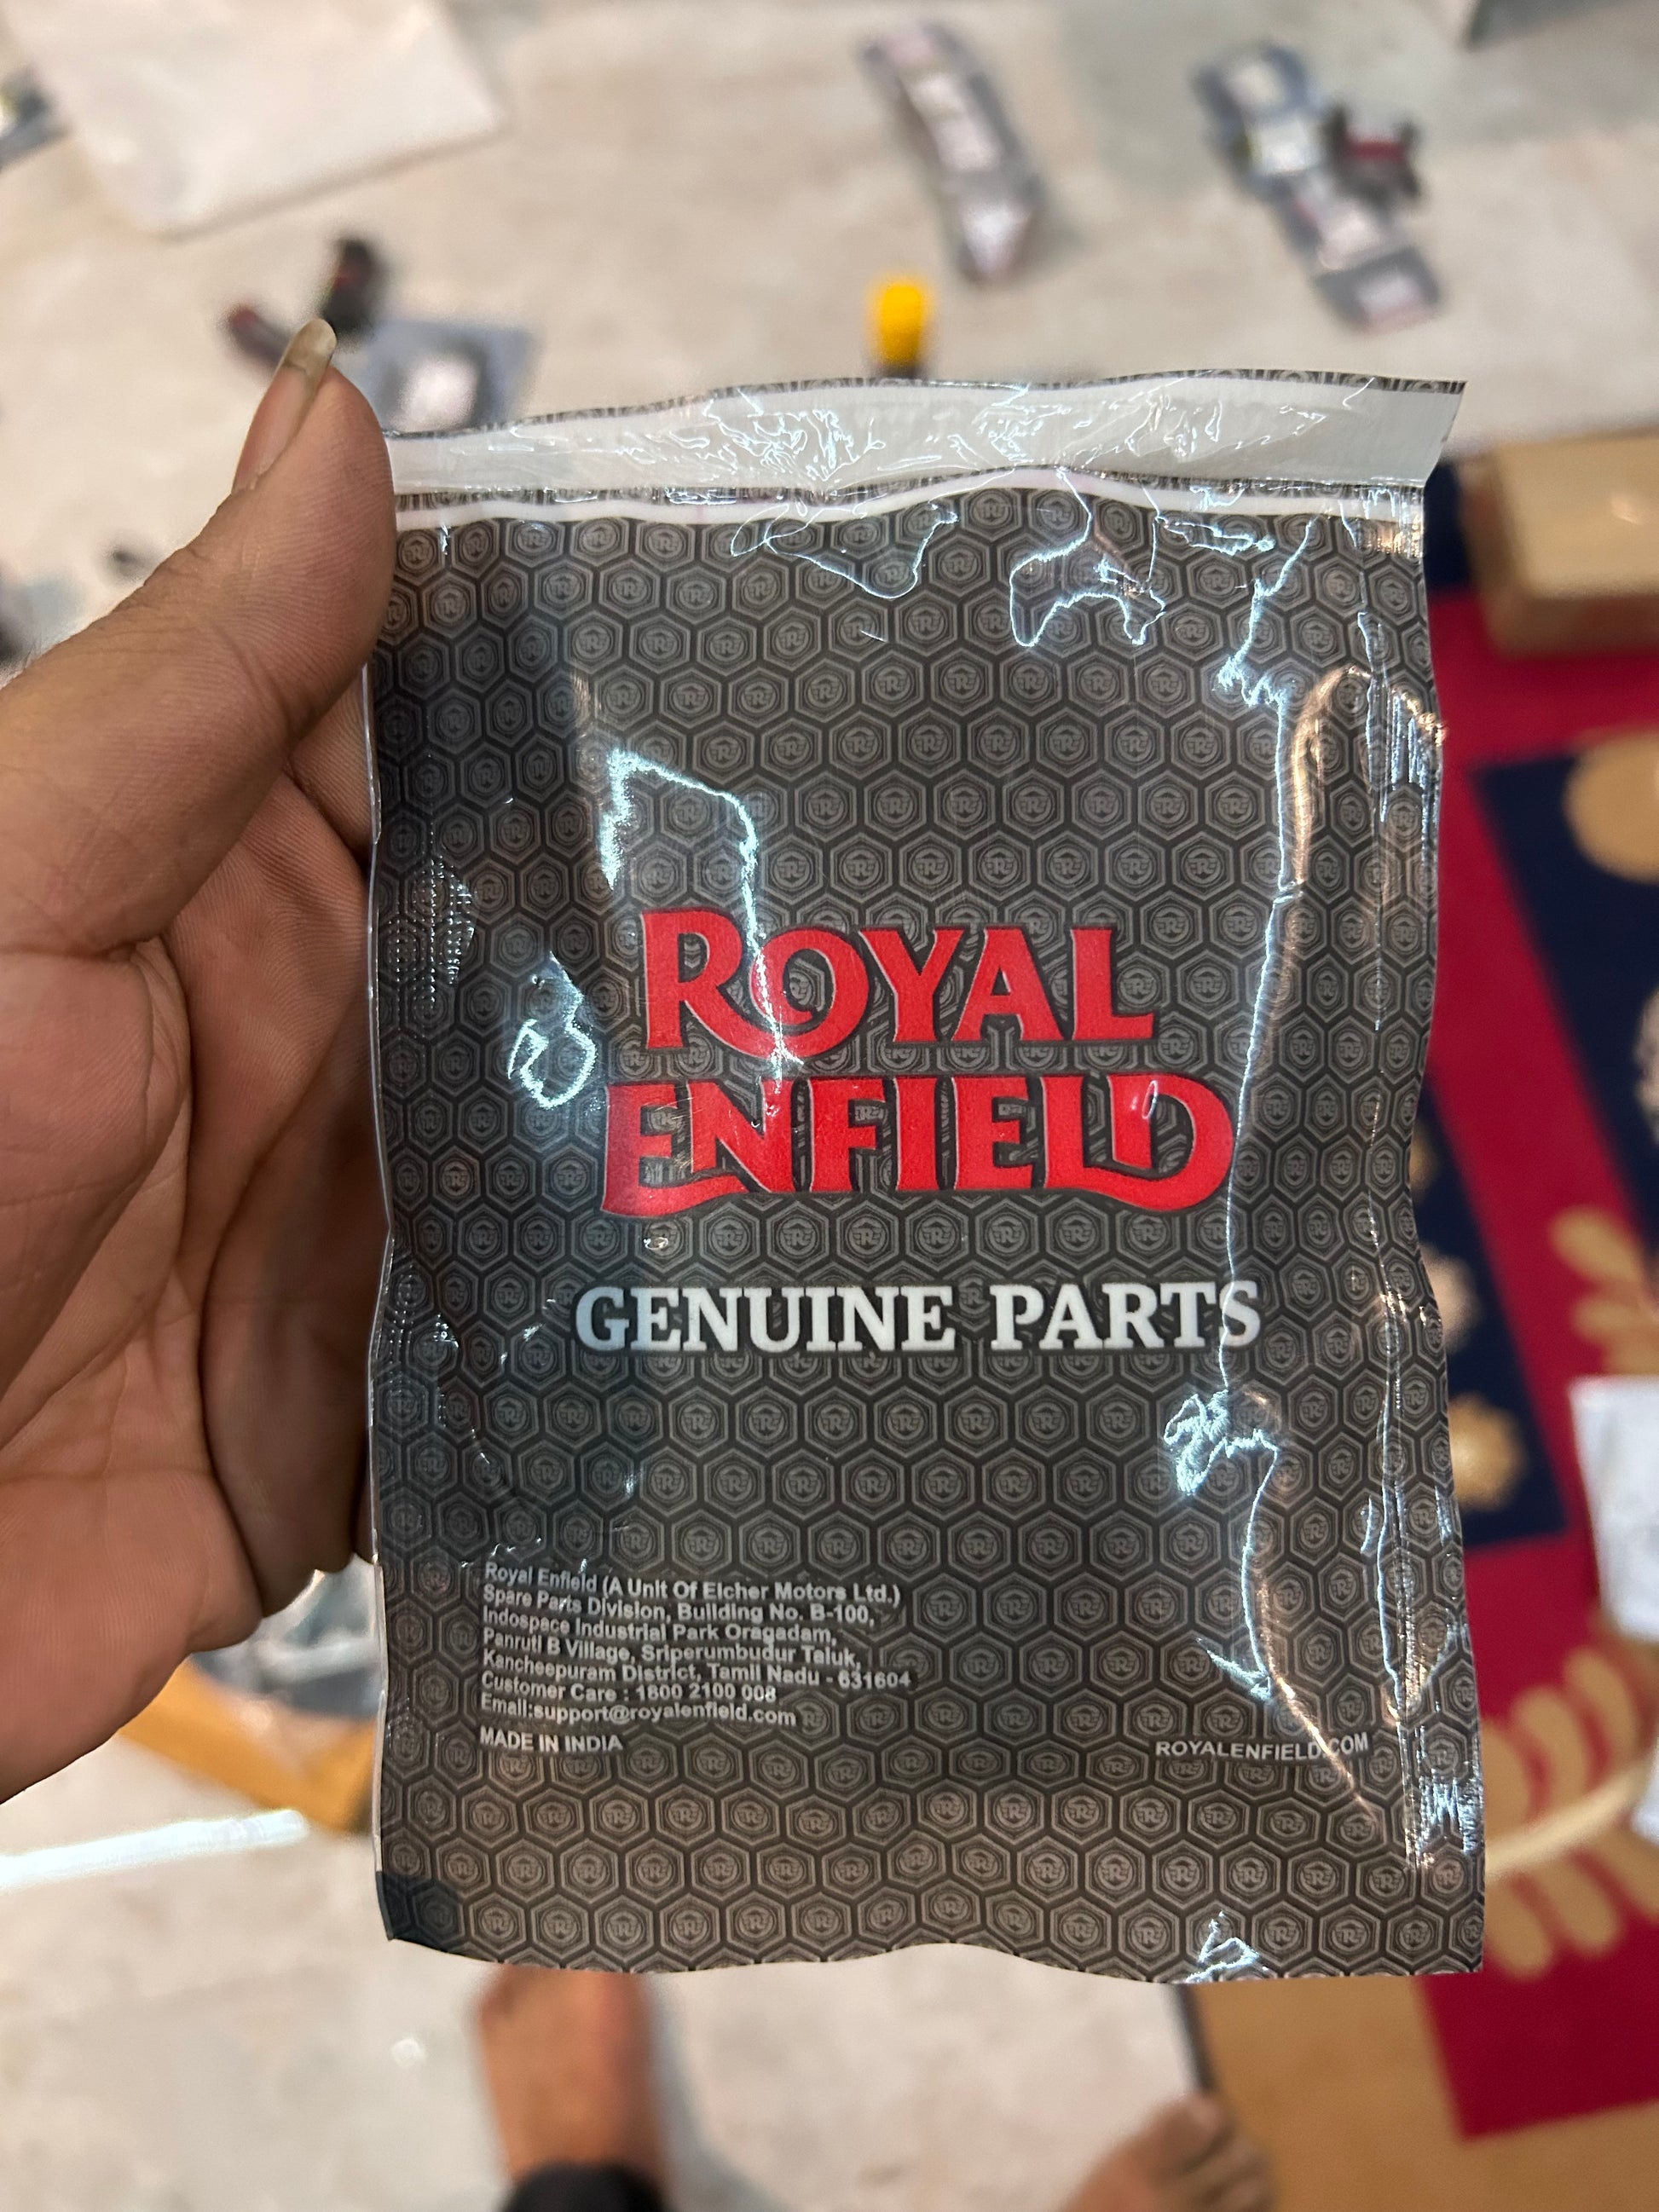 ROYAL
ENFIELD
GENUINE PARTS
Royal Enfield (A Unit Of Eicher Motors Ltd.)
Spare Parts Division, Building No. B-100,
Indospace Industrial Park Oragadam,
Panruti B Village, Sriperumbudur Taluk,
Kancheepuram District, Tamil Nadu - 631604
Customer Care : 1800 2100 008
Email:support@royalenfield.com
MADE IN INDIA
ROYALENFIELD.COM